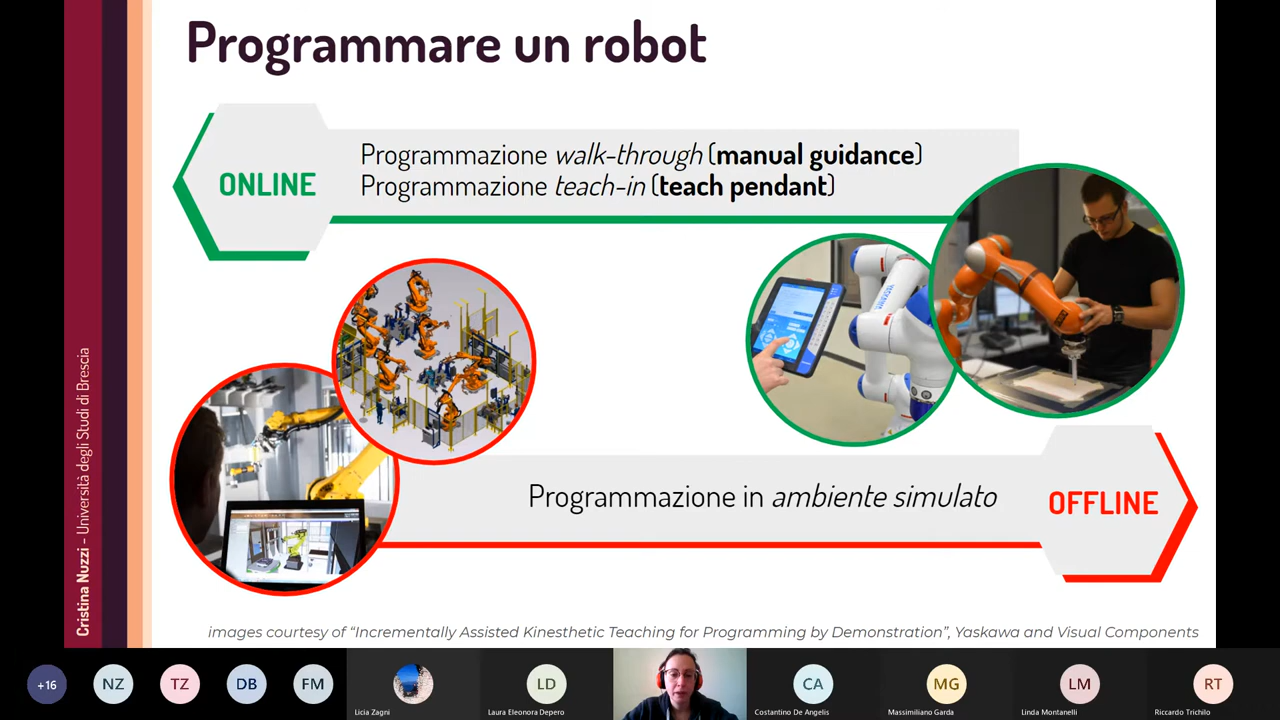 Programmare un robot
ONLINE
Programmazione walk-through (manual guidance)
Programmazione teach-in (teach pendant)
YASKAWA
Programmazione in ambiente simulato
OFFLINE
Cristina Nuzzi – Università degli Studi di Brescia
images courtesy of “Incrementally Assisted Kinesthetic Teaching for Programming by Demonstration”, Yaskawa and Visual Components
+16
NZ
TZ
DB
FM
Licia Zagni
LD
Laura Eleonora Depero
CA
Costantino De Angelis
MG
Massimiliano Garda
LM
Linda Montanelli
RT
Riccardo Trichilo